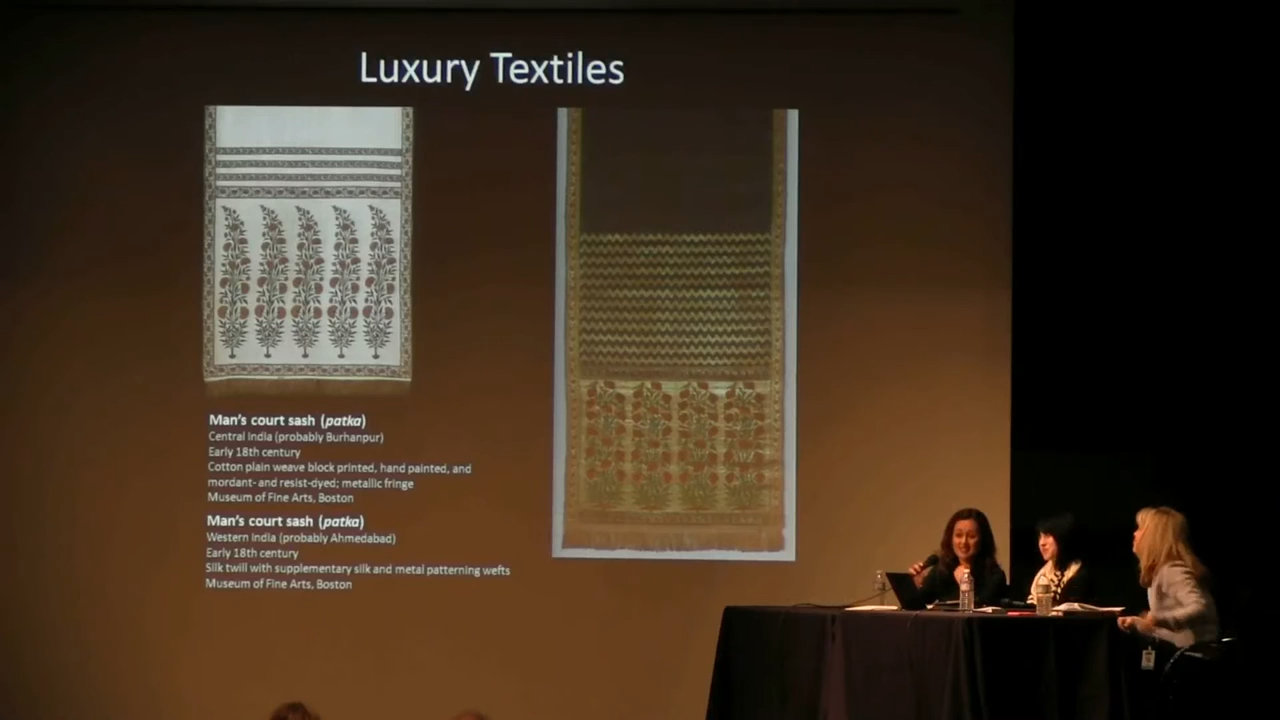 Luxury Textiles
Man's court sash (patka)
Central India (probably Burhanpur)
Early 18th century
Cotton plain weave block printed, hand painted, and
mordant- and resist-dyed; metallic fringe
Museum of Fine Arts, Boston
Man's court sash (patka)
Western India (probably Ahmedabad)
Early 18th century
Silk twill with supplementary silk and metal patterning wefts
Museum of Fine Arts, Boston